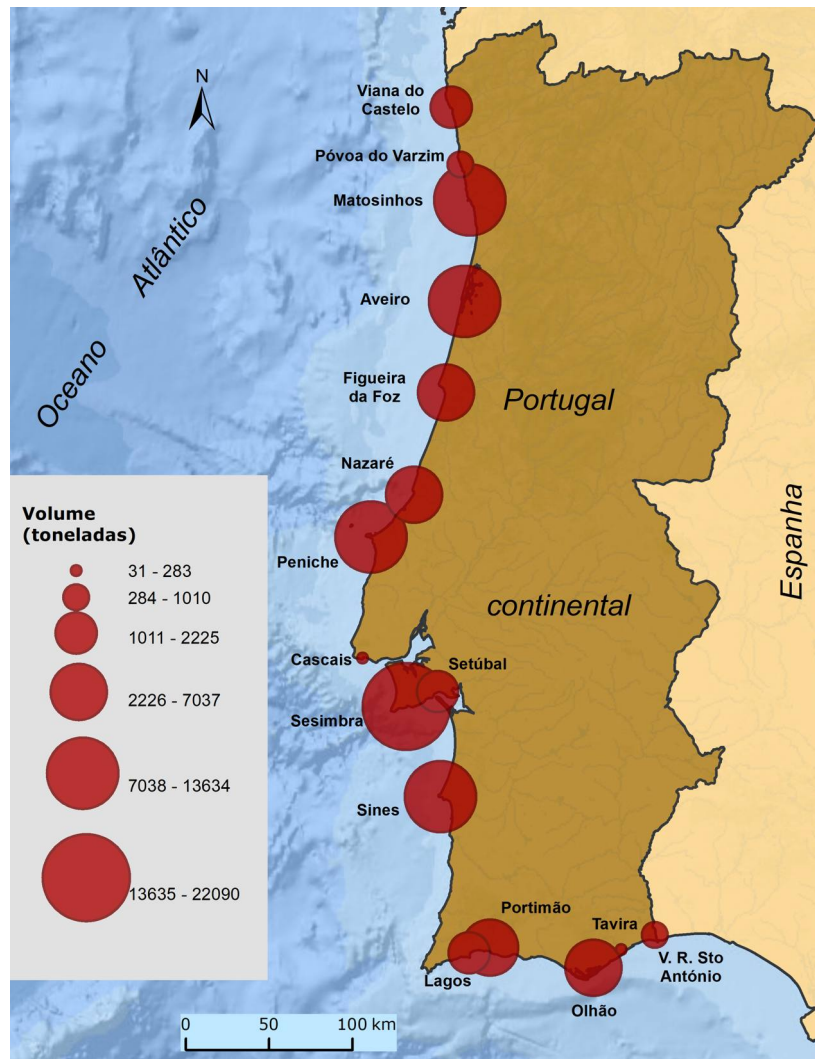 N
Viana do
Castelo
Póvoa do Varzim
Matosinhos
Atlântico
Aveiro
Oceano
Figueira
da Foz
Portugal
Nazaré
Espanha
Peniche
continental
Cascais
Setúbal
Sesimbra
Sines
Portimão
Tavira
Lagos
V. R. Sto
António
Olhão
Volume
(toneladas)
31 - 283
284 - 1010
1011 - 2225
2226 - 7037
7038 - 13634
13635 - 22090
0 50 100 km